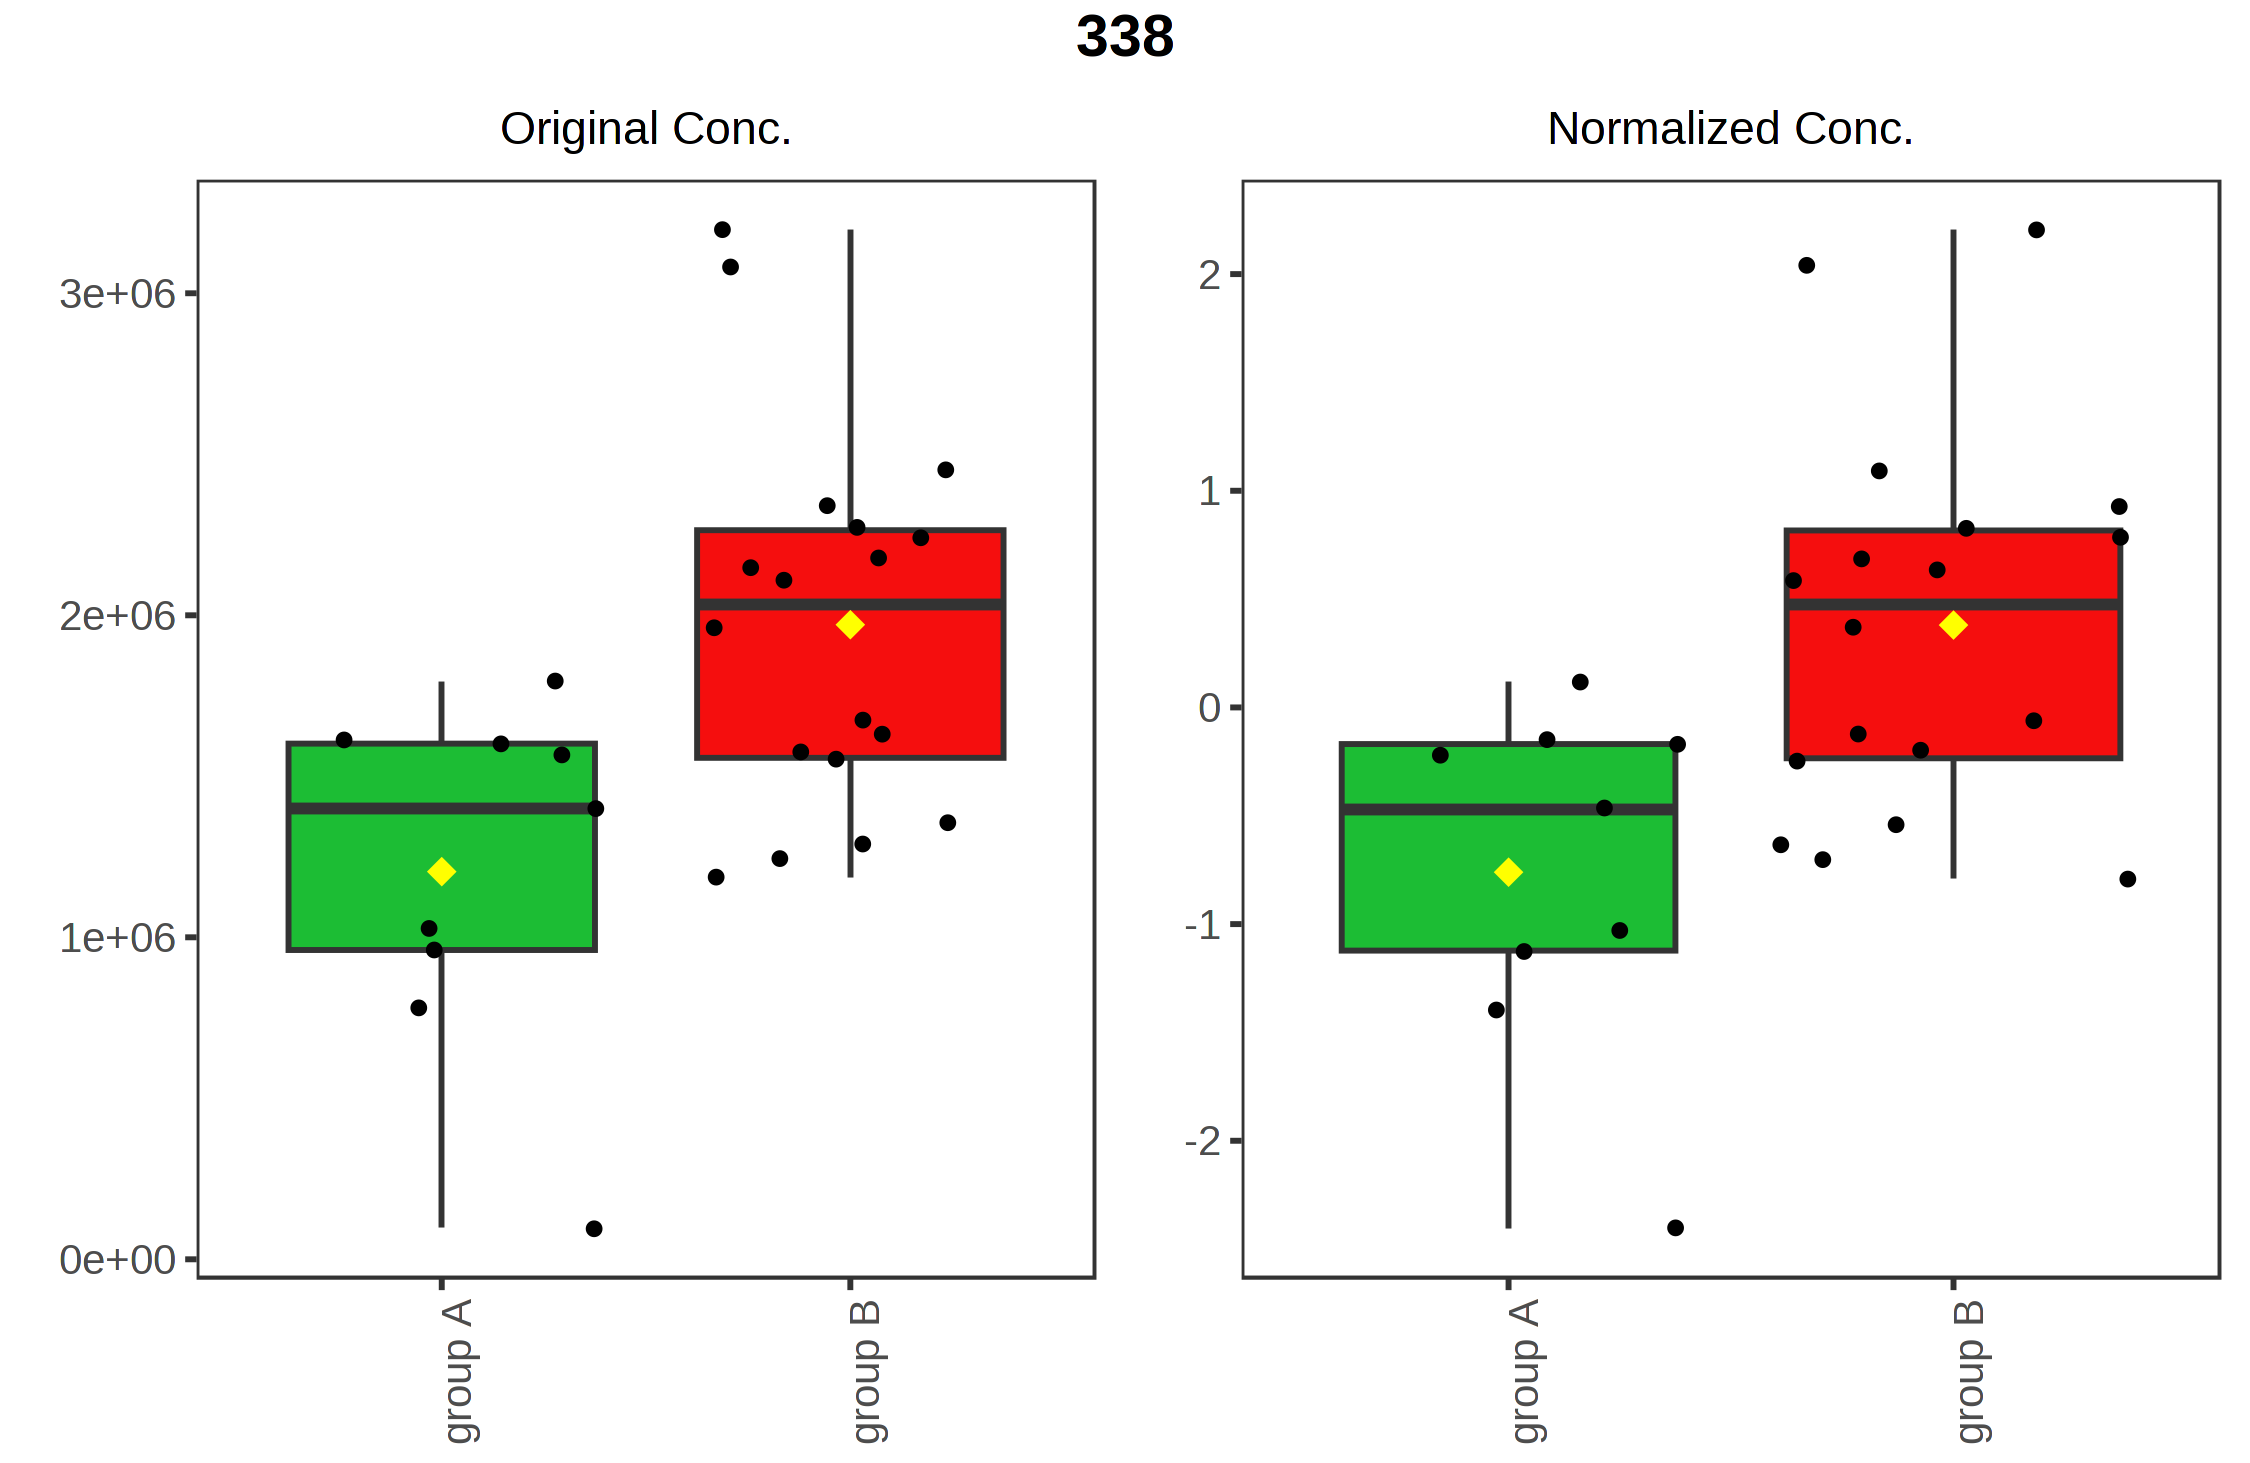 338
Original Conc.
3e+06
2e+06
1e+06
0e+00
group A
group B
Normalized Conc.
2
1
0
-1
-2
group A
group B